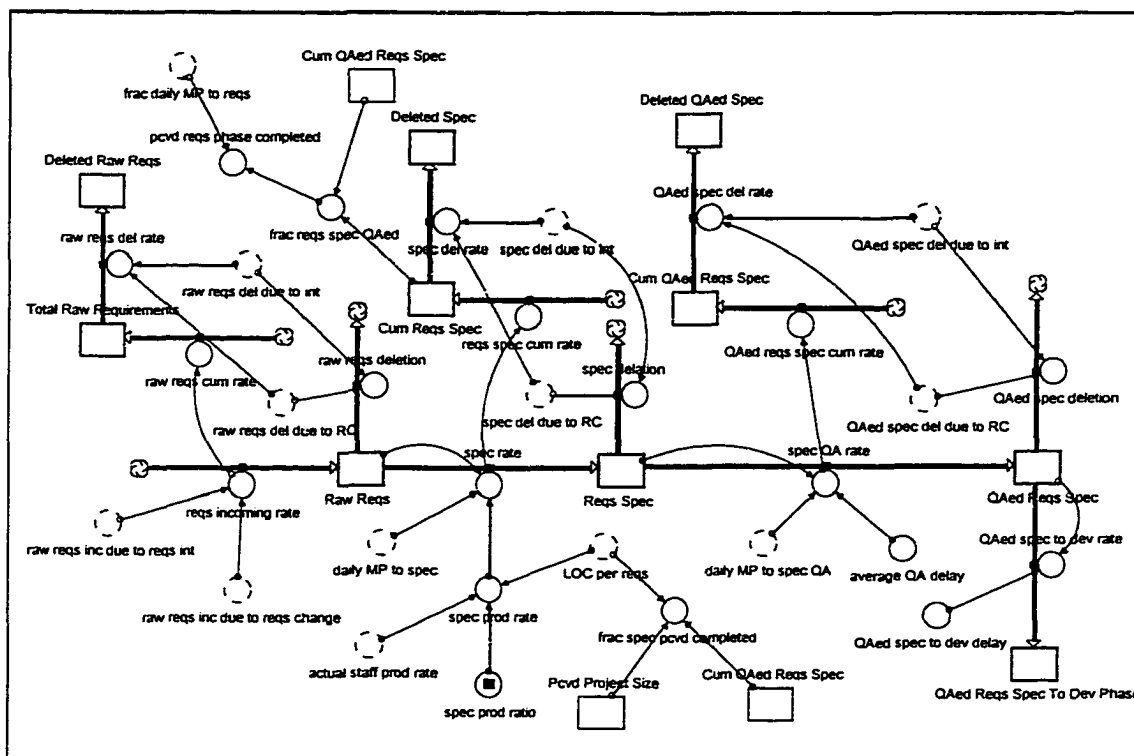 Cum QAed Reqs Spec
frac daily MP to reqs
Deleted QAed Spec
Deleted Spec
pcvd reqs phase completed
Deleted Raw Reqs
QAed spec del rate
frac reqs spec QAed
raw reqs del rate
spec del rate
spec del due to int
QAed spec del due to int
raw reqs del due to int
Cum QAed Reqs Spec
Total Raw Requirements
Cum Reqs Spec
reqs spec cum rate
QAed reqs spec cum rate
raw reqs deletion
spec deletion
raw reqs cum rate
QAed spec deletion
spec del due to RC
QAed spec del due to RC
raw reqs del due to RC
spec rate
spec QA rate
Raw Reqs
Reqs Spec
QAed Reqs Spec
reqs incoming rate
QAed spec to dev rate
raw reqs inc due to reqs int
daily MP to spec
LOC per reqs
daily MP to spec QA
average QA delay
raw reqs inc due to reqs change
spec prod rate
frac spec pcvd completed
QAed spec to dev delay
actual staff prod rate
Pcvd Project Size
Cum QAed Reqs Spec
QAed Reqs Spec To Dev Phase
spec prod ratio